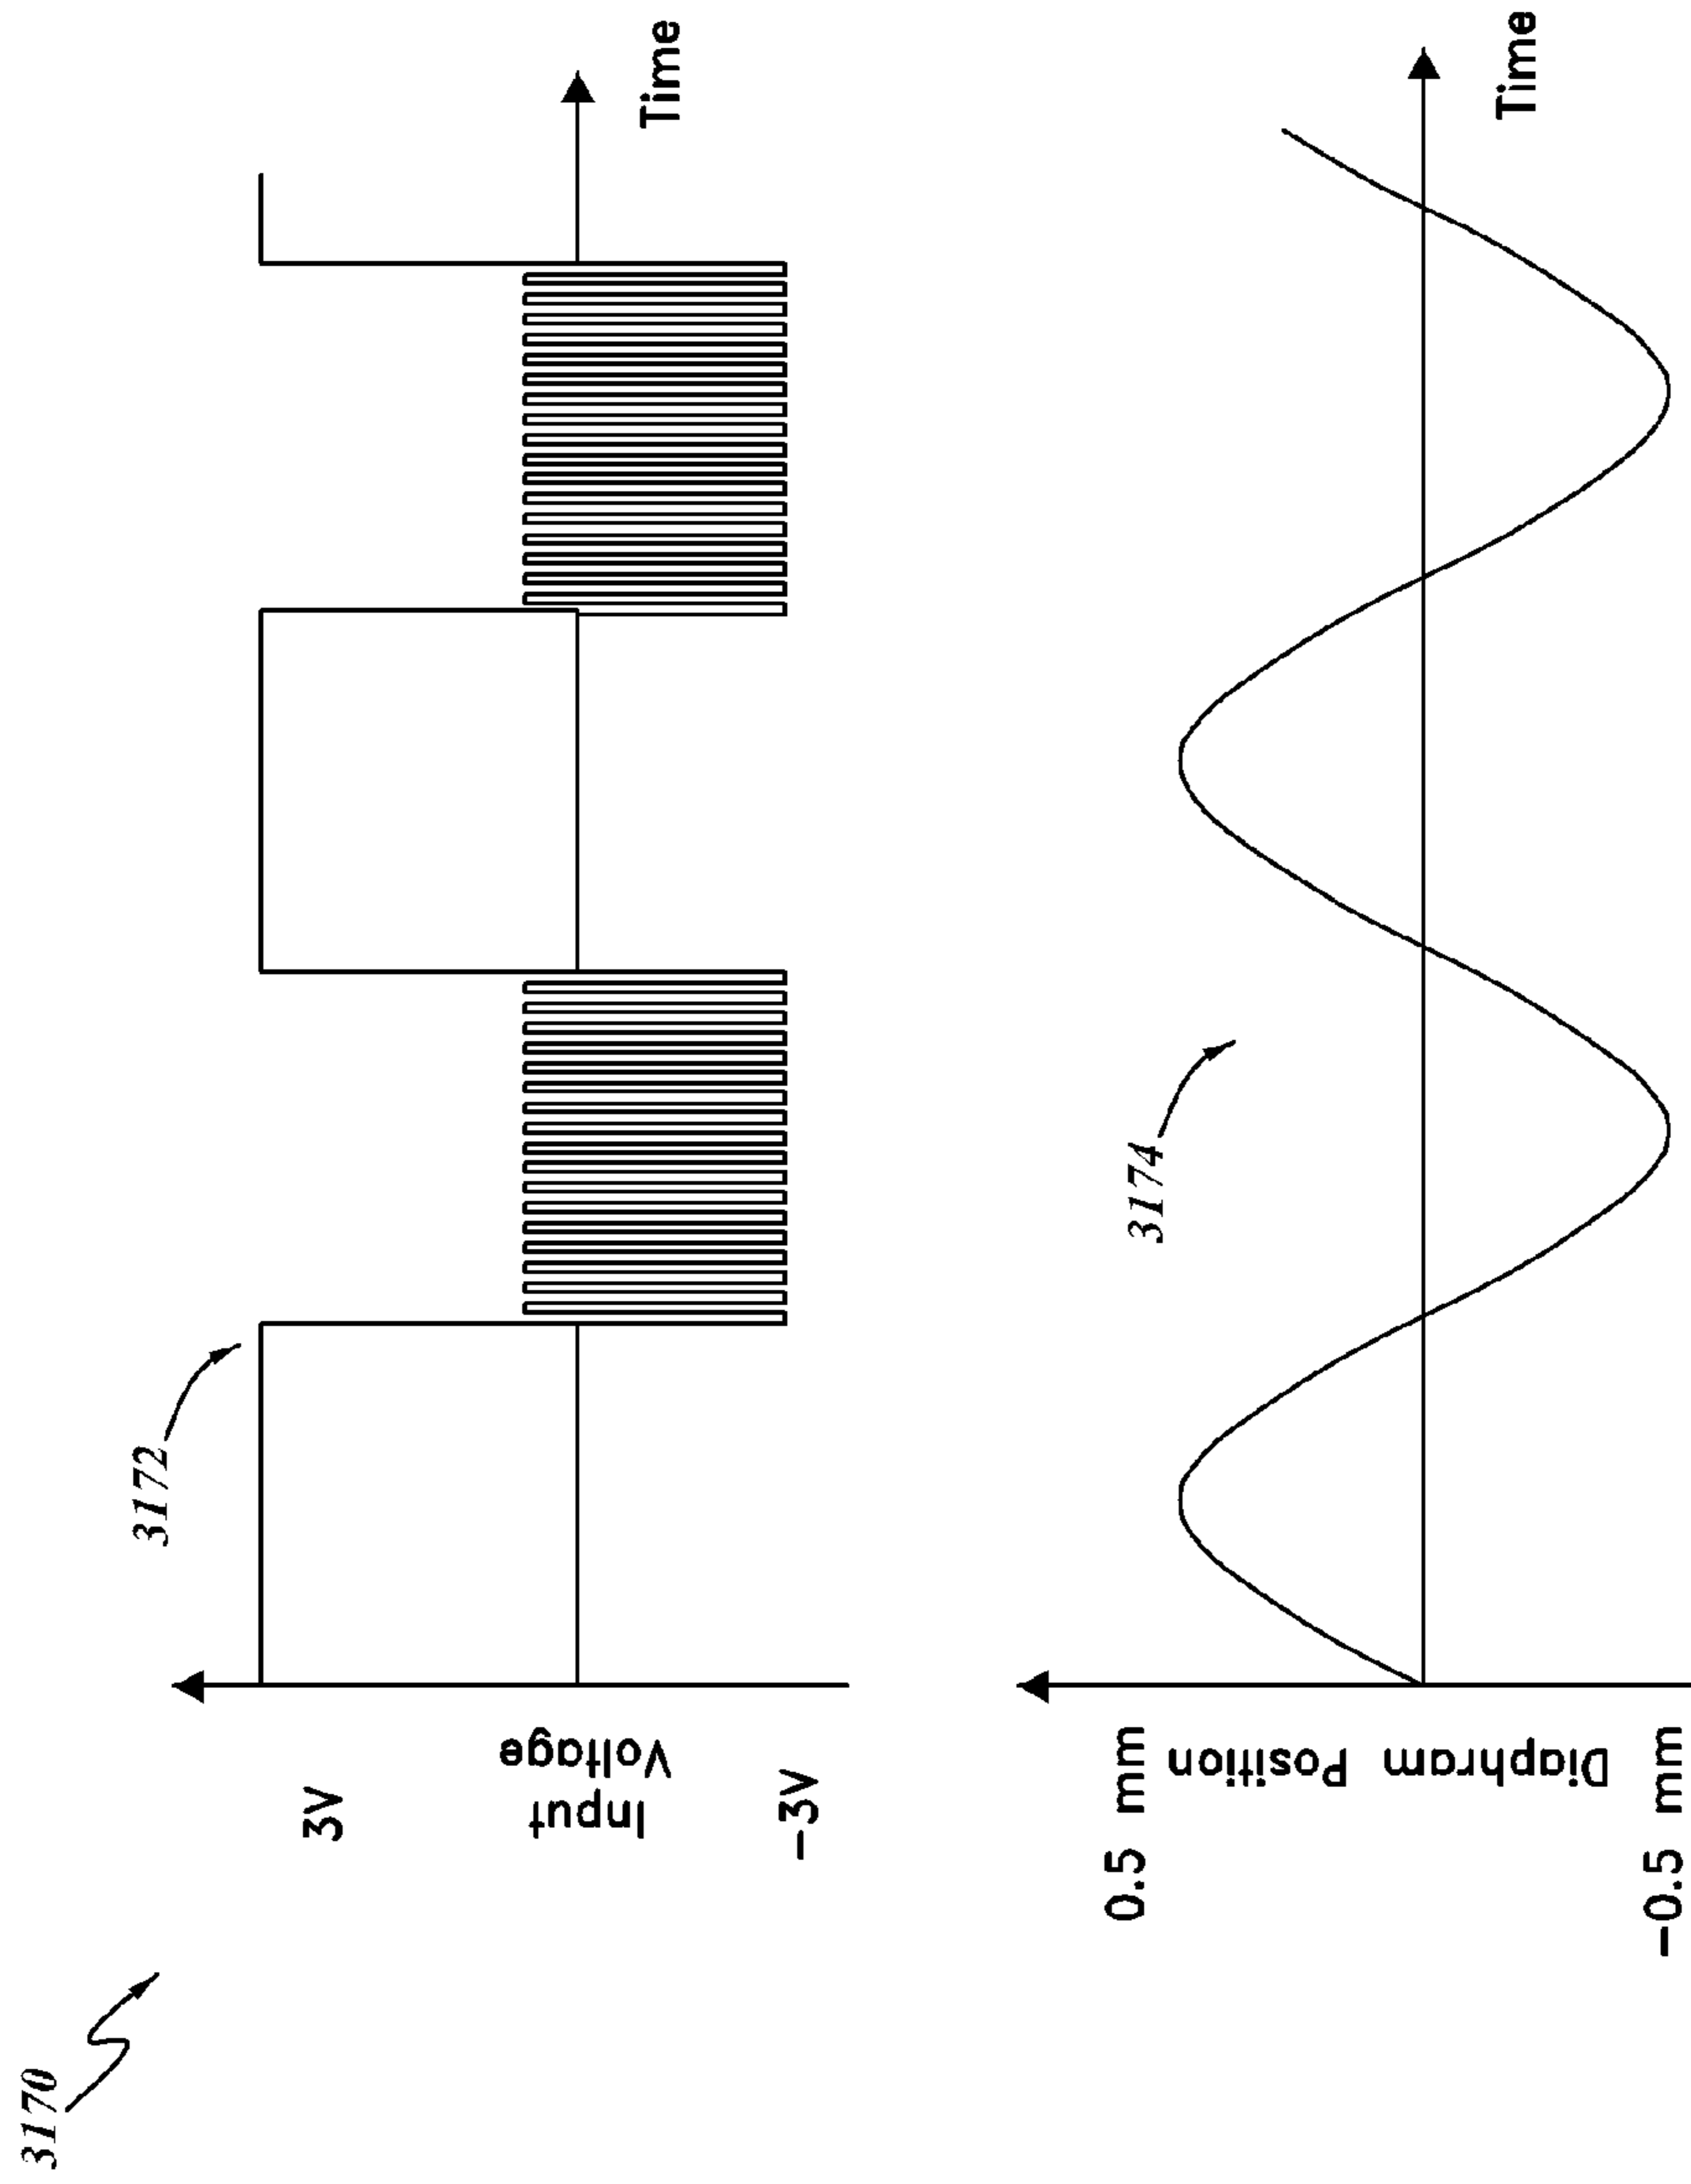 3170
3172
3V
Input
Voltage
-3V
Time
3174
0.5 mm
Diaphram Position
-0.5 mm
Time